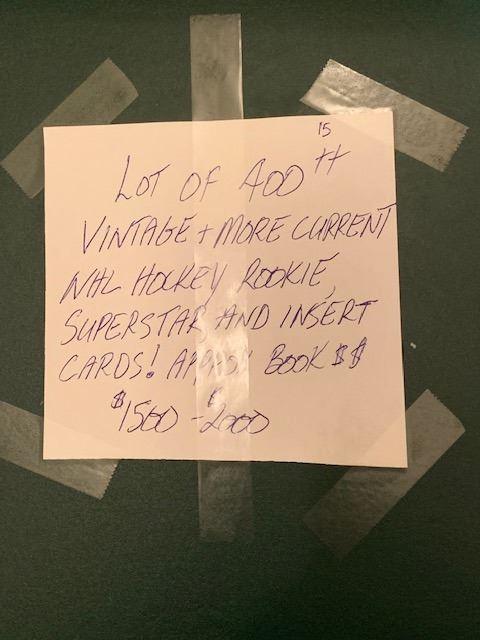 15
LOT OF 400 ++
VINTAGE + MORE CURRENT
NHL HOCKEY ROOKIE,
SUPERSTAR AND INSERT
CARDS! APPROX BOOK $$
$1500 - $2000